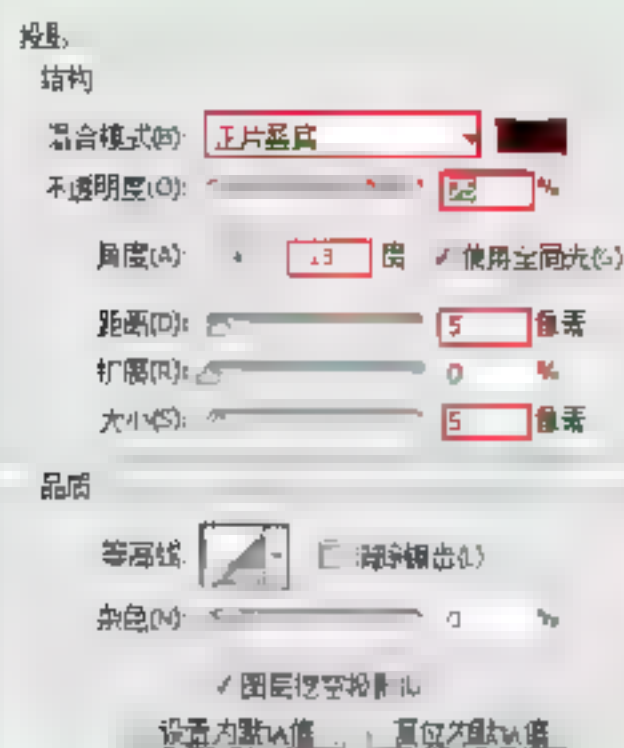 投影
结构
混合模式(B): 正片叠底
不透明度(O): %
角度(A): 度 ✓ 使用全局光(G)
距离(D): 5 像素
扩展(R): 0 %
大小(S): 5 像素
品质
等高线: 消除锯齿(L)
杂色(N): 0 %
✓ 图层挖空投影(U)
设置为默认值 复位为默认值